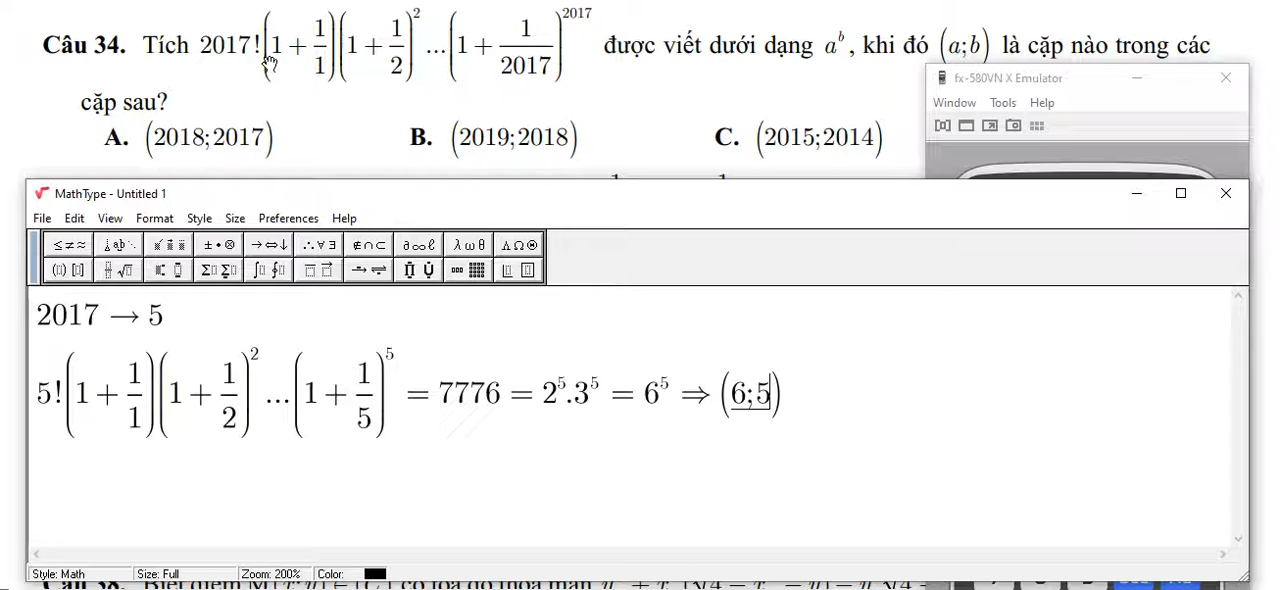 Câu 34. Tích 2017!(1 + 1/1)(1 + 1/2)^2...(1 + 1/2017)^2017 được viết dưới dạng a^b, khi đó (a;b) là cặp nào trong các
cặp sau?
A. (2018;2017) B. (2019;2018) C. (2015;2014)
fx-580VN X Emulator
Window Tools Help
MathType - Untitled 1
File Edit View Format Style Size Preferences Help
2017 → 5
5!(1 + 1/1)(1 + 1/2)^2...(1 + 1/5)^5 = 7776 = 2^5.3^5 = 6^5 ⇒ (6;5)
Style: Math Size: Full Zoom: 200% Color: